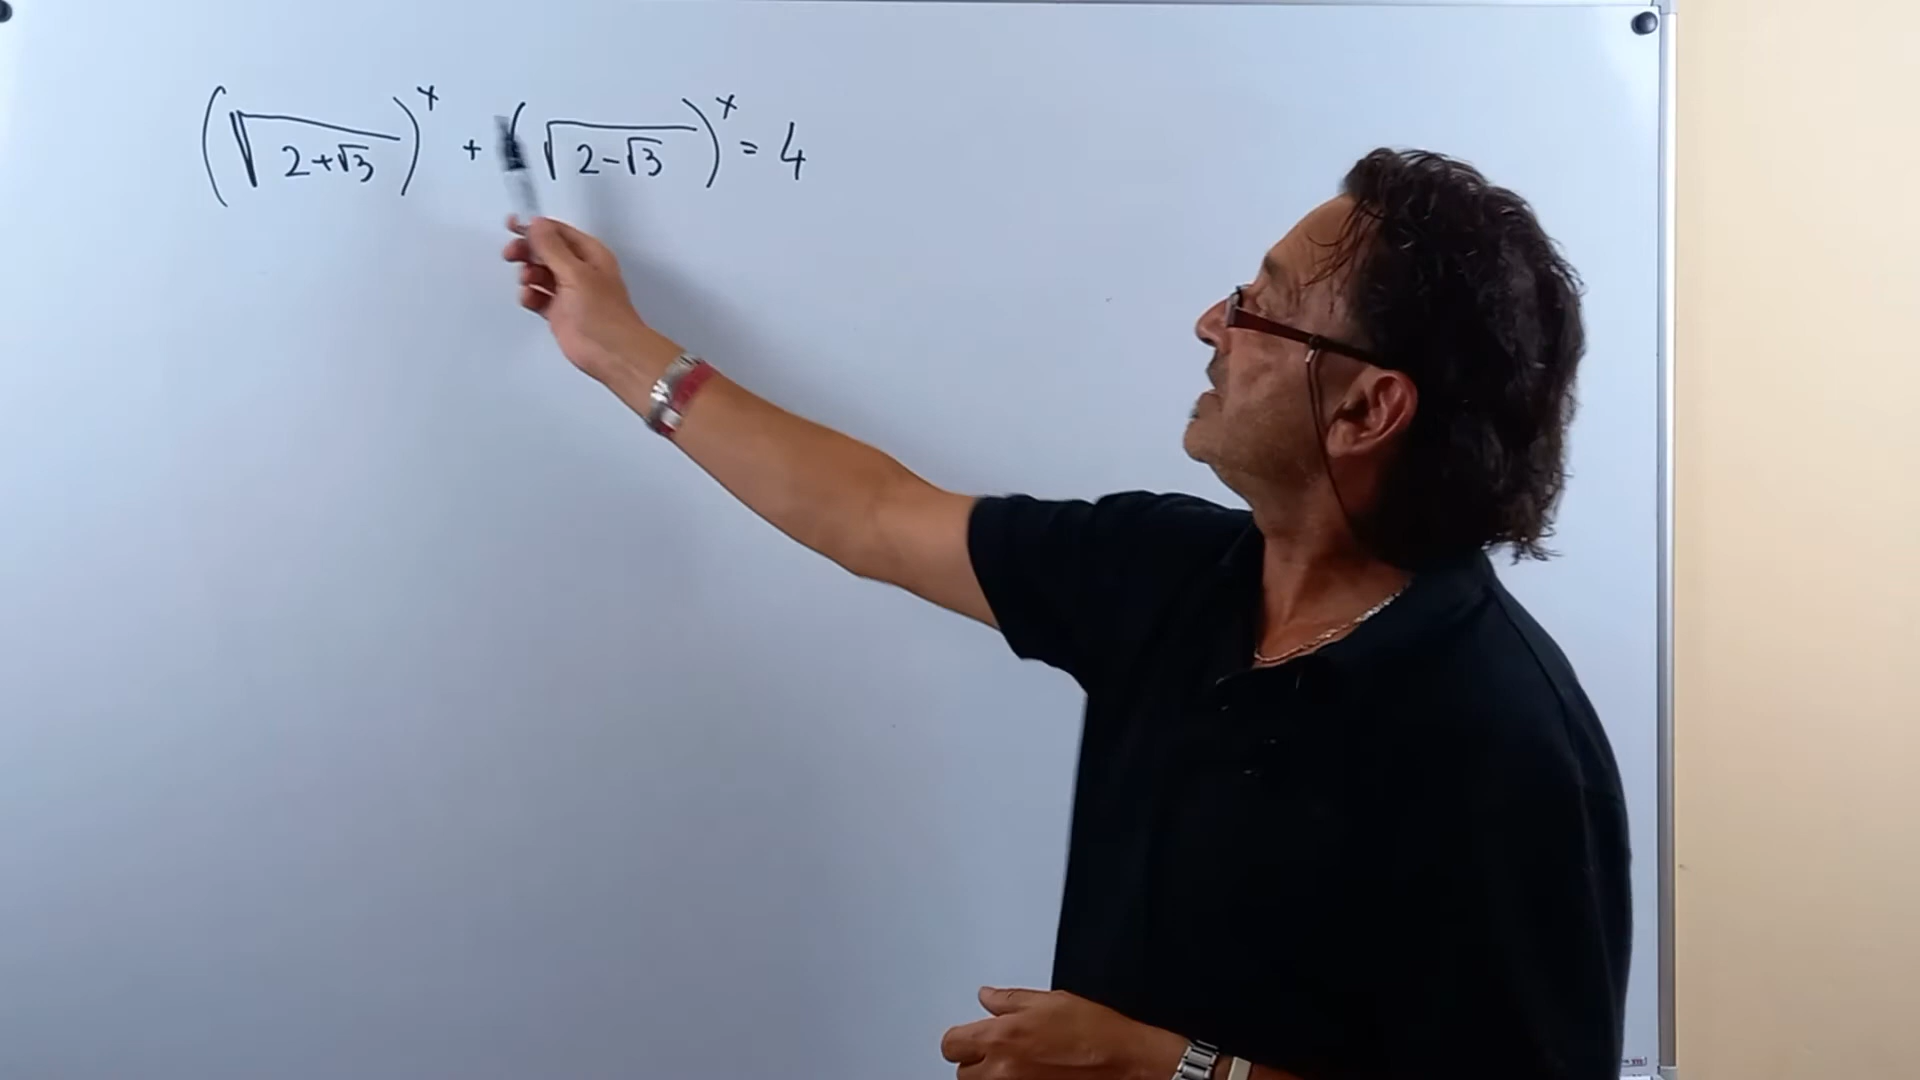 (√(2+√3))^x + (√(2-√3))^x = 4